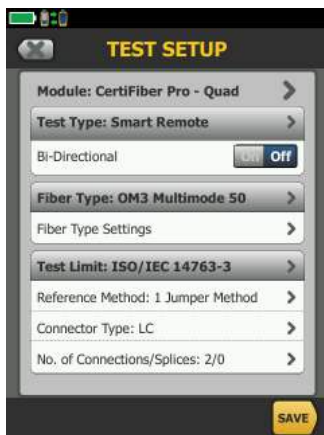 TEST SETUP
Module: CertiFiber Pro - Quad
Test Type: Smart Remote
Bi-Directional On Off
Fiber Type: OM3 Multimode 50
Fiber Type Settings
Test Limit: ISO/IEC 14763-3
Reference Method: 1 Jumper Method
Connector Type: LC
No. of Connections/Splices: 2/0
SAVE